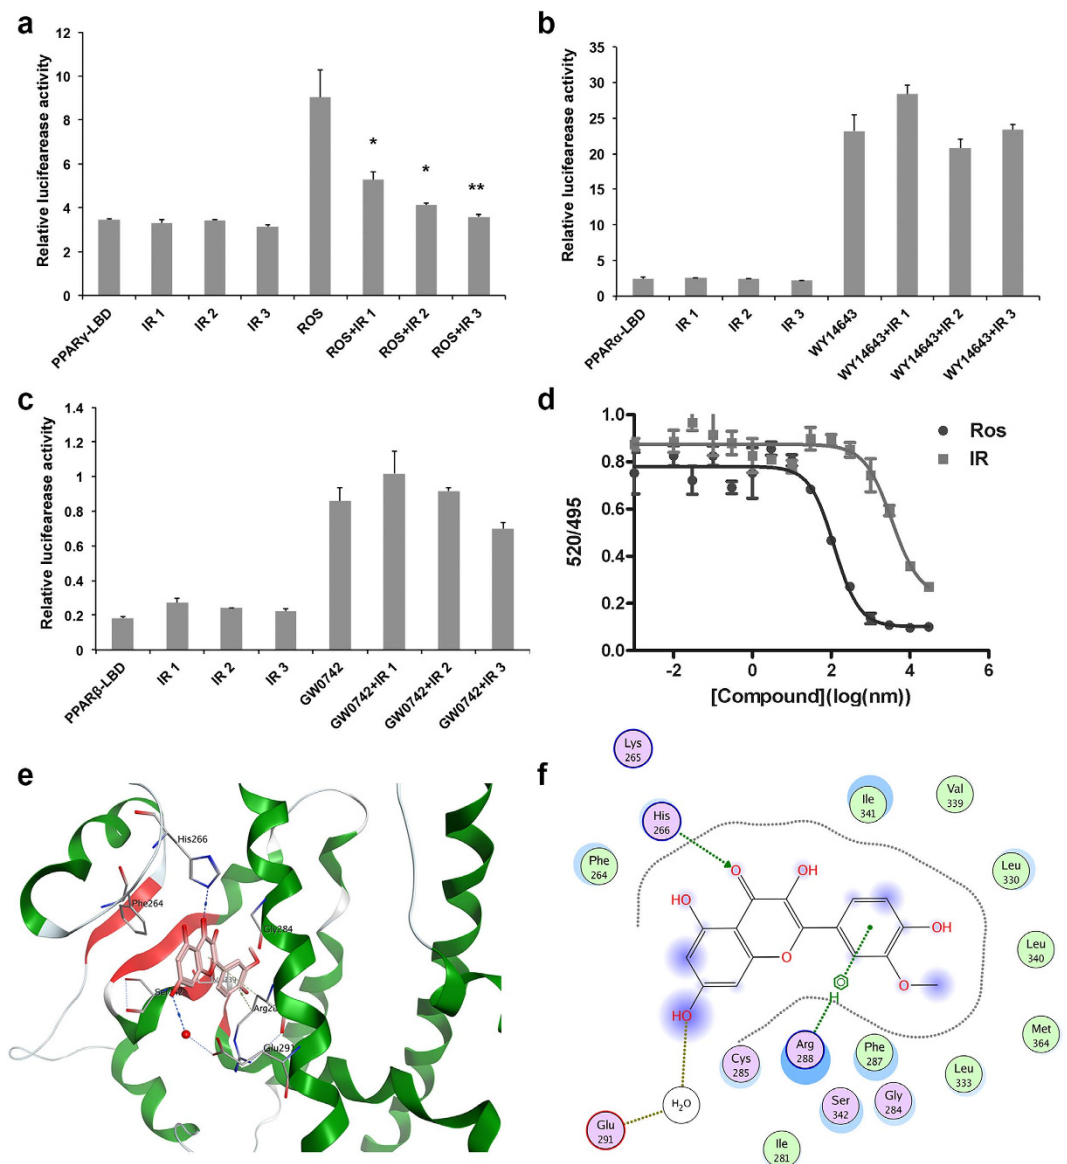 a
Relative lucifearease activity
12
10
8
6
4
2
0
*
*
**
PPARγ-LBD
IR 1
IR 2
IR 3
ROS
ROS+IR 1
ROS+IR 2
ROS+IR 3
b
Relative lucifearease activity
35
30
25
20
15
10
5
0
PPARα-LBD
IR 1
IR 2
IR 3
WY14643
WY14643+IR 1
WY14643+IR 2
WY14643+IR 3
c
Relative lucifearease activity
1.4
1.2
1
0.8
0.6
0.4
0.2
0
PPARβ-LBD
IR 1
IR 2
IR 3
GW0742
GW0742+IR 1
GW0742+IR 2
GW0742+IR 3
d
520/495
1.0
0.8
0.6
0.4
0.2
0.0
-2
0
2
4
6
[Compound](log(nm))
Ros
IR
e
His266
Phe264
Gly284
Glu291
f
Lys
265
His
266
Phe
264
Ile
341
Val
339
Leu
330
Leu
340
Met
364
Leu
333
Phe
287
Gly
284
Ser
342
Arg
288
Cys
285
Ile
281
Glu
291
H2O
O
OH
OH
O
HO
OH
O
H